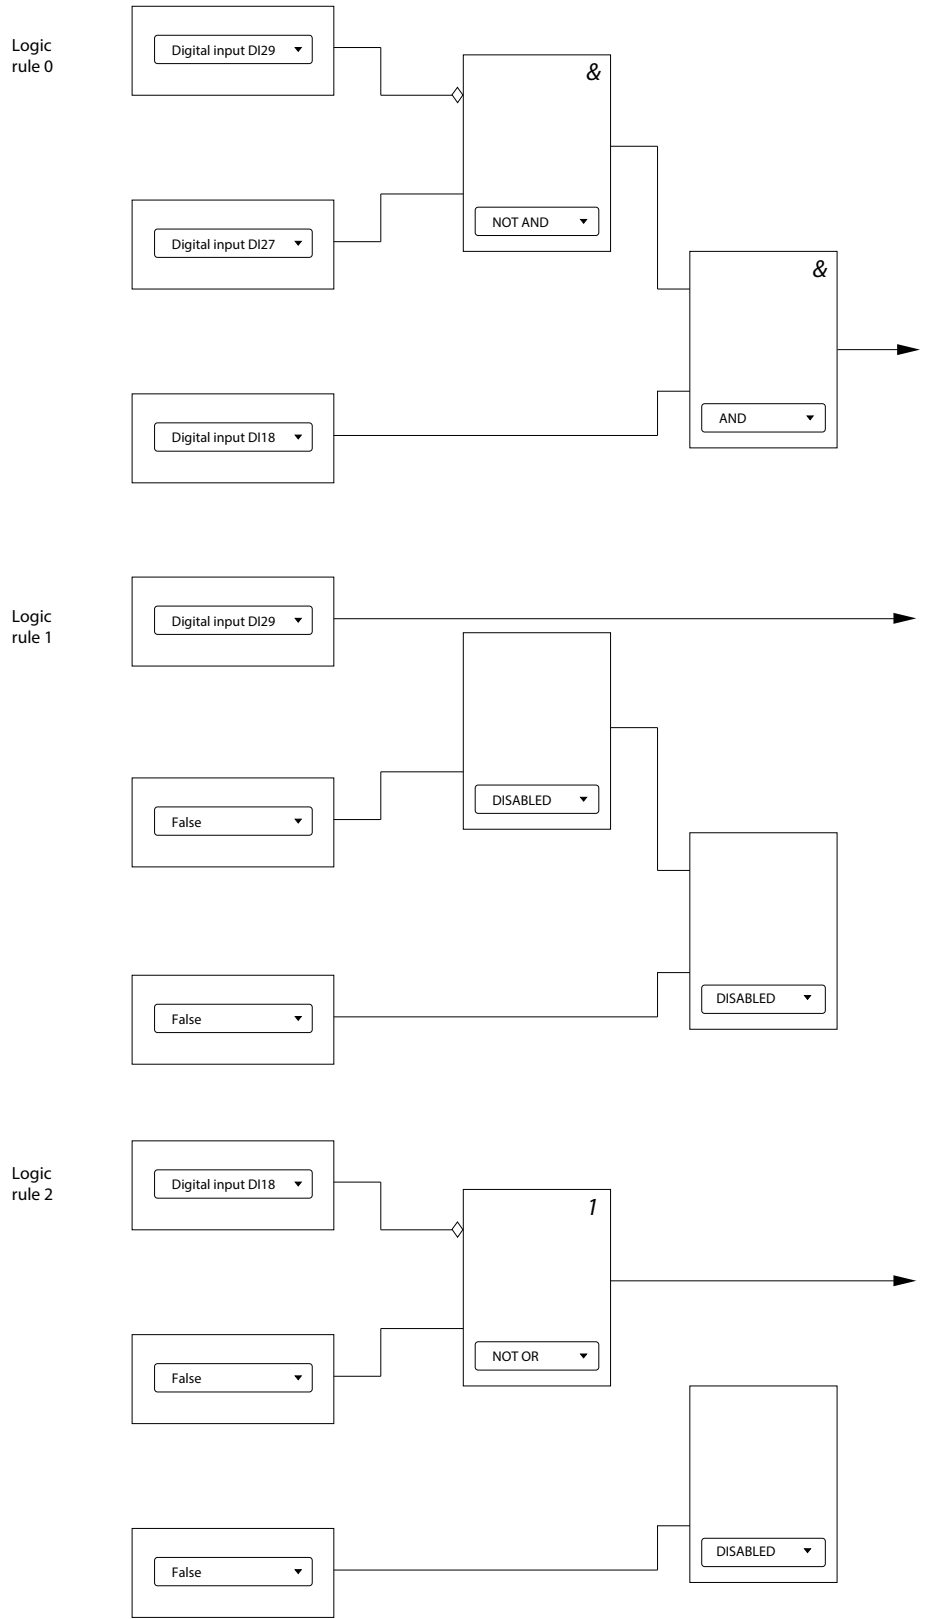 Logic
rule 0
Digital input DI29
&
NOT AND
Digital input DI27
&
AND
Digital input DI18
Logic
rule 1
Digital input DI29
DISABLED
False
DISABLED
False
Logic
rule 2
Digital input DI18
1
NOT OR
False
DISABLED
False